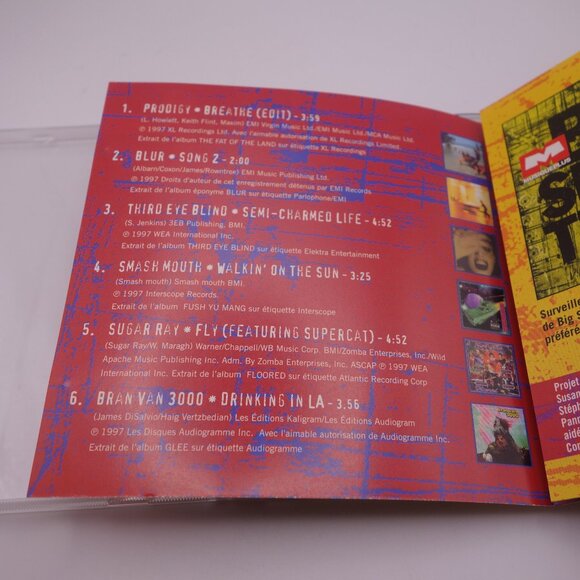 1. PRODIGY • BREATHE (EDIT) - 3:59
(L. Howlett, Keith Flint, Maxim) EMI Virgin Music Ltd./EMI Music Ltd./MCA Music Ltd.
℗ 1997 XL Recordings Ltd. Avec l'aimable autorisation de XL Recordings Limited.
Extrait de l'album THE FAT OF THE LAND sur étiquette XL Recordings
2. BLUR • SONG 2 - 2:00
(Albarn/Coxon/James/Rowntree) EMI Music Publishing Ltd.
℗ 1997 Droits d'auteur de cet enregistrement détenus par EMI Records
Extrait de l'album éponyme BLUR sur étiquette Parlophone/EMI
3. THIRD EYE BLIND • SEMI-CHARMED LIFE - 4:52
(S. Jenkins) 3EB Publishing. BMI.
℗ 1997 WEA International Inc.
Extrait de l'album THIRD EYE BLIND sur étiquette Elektra Entertainment
4. SMASH MOUTH • WALKIN' ON THE SUN - 3:25
(Smash mouth) Smash mouth BMI.
℗ 1997 Interscope Records.
Extrait de l'album FUSH YU MANG sur étiquette Interscope
5. SUGAR RAY • FLY (FEATURING SUPERCAT) - 4:52
(Sugar Ray/W. Maragh) Warner/Chappell/WB Music Corp. BMI/Zomba Enterprises, Inc/Wild
Apache Music Publishing Inc. Adm. By Zomba Enterprises, Inc. ASCAP ℗ 1997 WEA
International Inc. Extrait de l'album FLOORED sur étiquette Atlantic Recording Corp
6. BRAN VAN 3000 • DRINKING IN LA - 3.56
(James DiSalvio/Haig Vertzbedian) Les Éditions Kaligram/Les Éditions Audiogram
℗ 1997 Les Disques Audiogramme Inc. Avec l'aimable autorisation de Audiogramme Inc.
Extrait de l'album GLEE sur étiquette Audiogramme
M
MUSIQUEPLUS
Surveille
de Big S
préféré
Projet
Susan
Stéph
Pann
aidé
Con